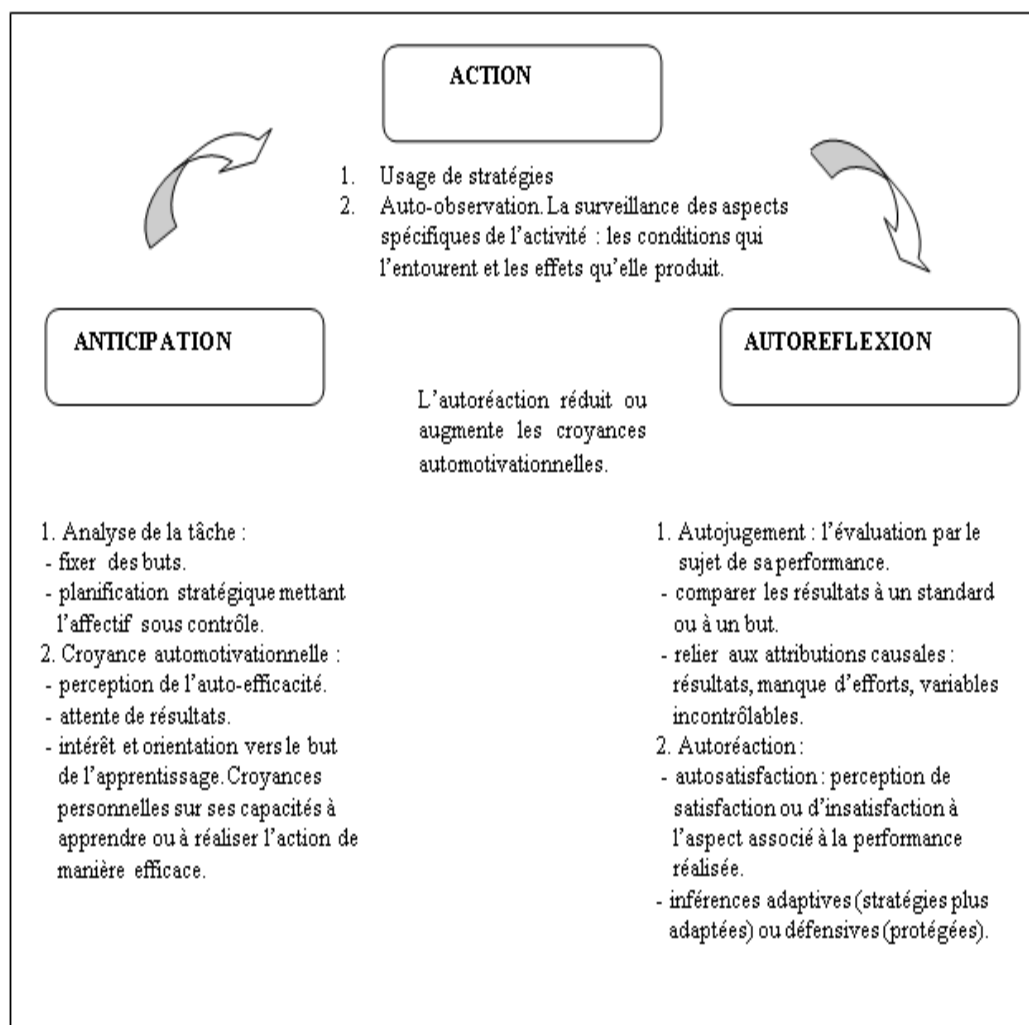 ACTION
1. Usage de stratégies
2. Auto-observation. La surveillance des aspects
spécifiques de l’activité : les conditions qui
l’entourent et les effets qu’elle produit.
ANTICIPATION
AUTOREFLEXION
L’autoréaction réduit ou
augmente les croyances
automotivationnelles.
1. Analyse de la tâche :
- fixer des buts.
- planification stratégique mettant
l’affectif sous contrôle.
2. Croyance automotivationnelle :
- perception de l’auto-efficacité.
- attente de résultats.
- intérêt et orientation vers le but
de l’apprentissage. Croyances
personnelles sur ses capacités à
apprendre ou à réaliser l’action de
manière efficace.
1. Autojugement : l’évaluation par le
sujet de sa performance.
- comparer les résultats à un standard
ou à un but.
- relier aux attributions causales :
résultats, manque d’efforts, variables
incontrôlables.
2. Autoréaction :
- autosatisfaction : perception de
satisfaction ou d’insatisfaction à
l’aspect associé à la performance
réalisée.
- inférences adaptives (stratégies plus
adaptées) ou défensives (protégées).